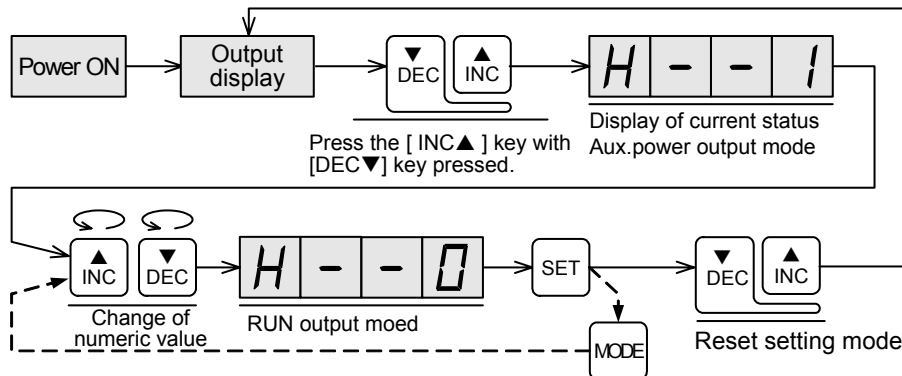 Power ON
Output
display
▼
DEC
▲
INC
H - - 1
Press the [ INC▲ ] key with
[DEC▼] key pressed.
Display of current status
Aux.power output mode
▲
INC
▼
DEC
H - - 0
SET
▼
DEC
▲
INC
Change of
numeric value
RUN output moed
MODE
Reset setting mode